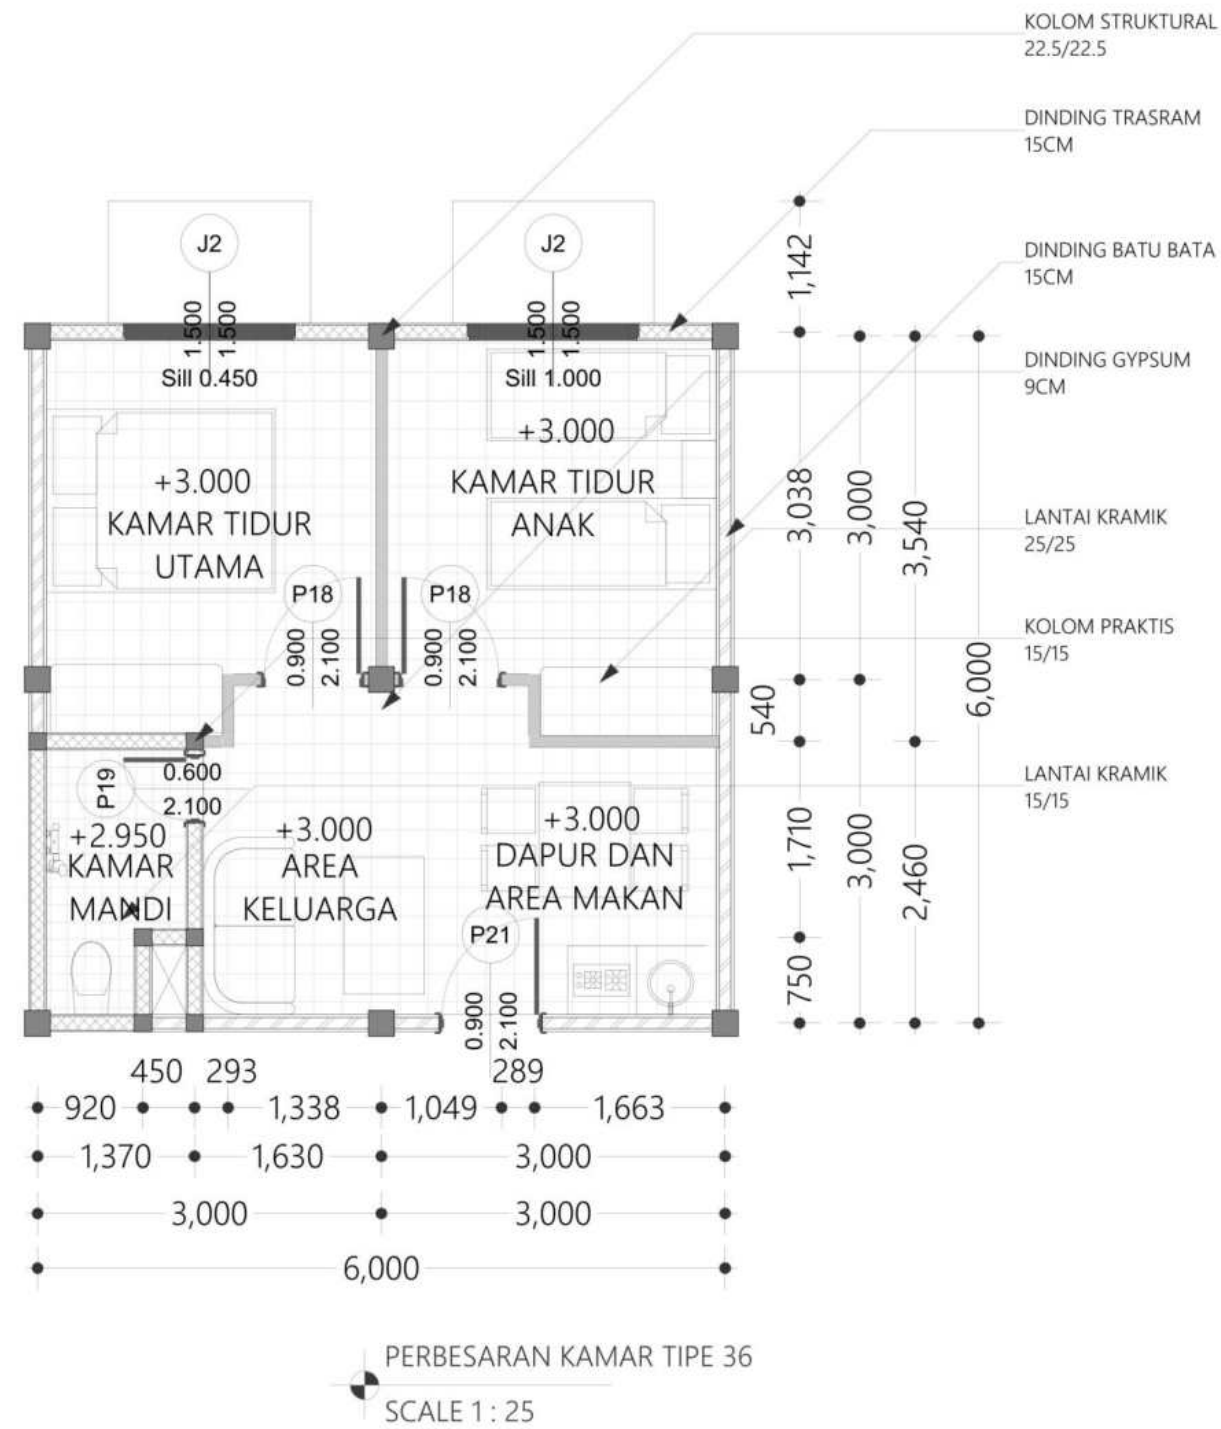 KOLOM STRUKTURAL
22.5/22.5
DINDING TRASRAM
15CM
DINDING BATU BATA
15CM
DINDING GYPSUM
9CM
LANTAI KRAMIK
25/25
KOLOM PRAKTIS
15/15
LANTAI KRAMIK
15/15
J2
1.500
1.500
Sill 0.450
J2
1.500
1.500
Sill 1.000
+3.000
KAMAR TIDUR
UTAMA
+3.000
KAMAR TIDUR
ANAK
P18
0.900
2.100
P18
0.900
2.100
P19
0.600
2.100
+2.950
KAMAR
MANDI
+3.000
AREA
KELUARGA
+3.000
DAPUR DAN
AREA MAKAN
P21
0.900
2.100
1,142
3,038
540
1,710
750
3,000
3,000
3,540
2,460
6,000
450 293 289
920 1,338 1,049 1,663
1,370 1,630 3,000
3,000 3,000
6,000
PERBESARAN KAMAR TIPE 36
SCALE 1 : 25